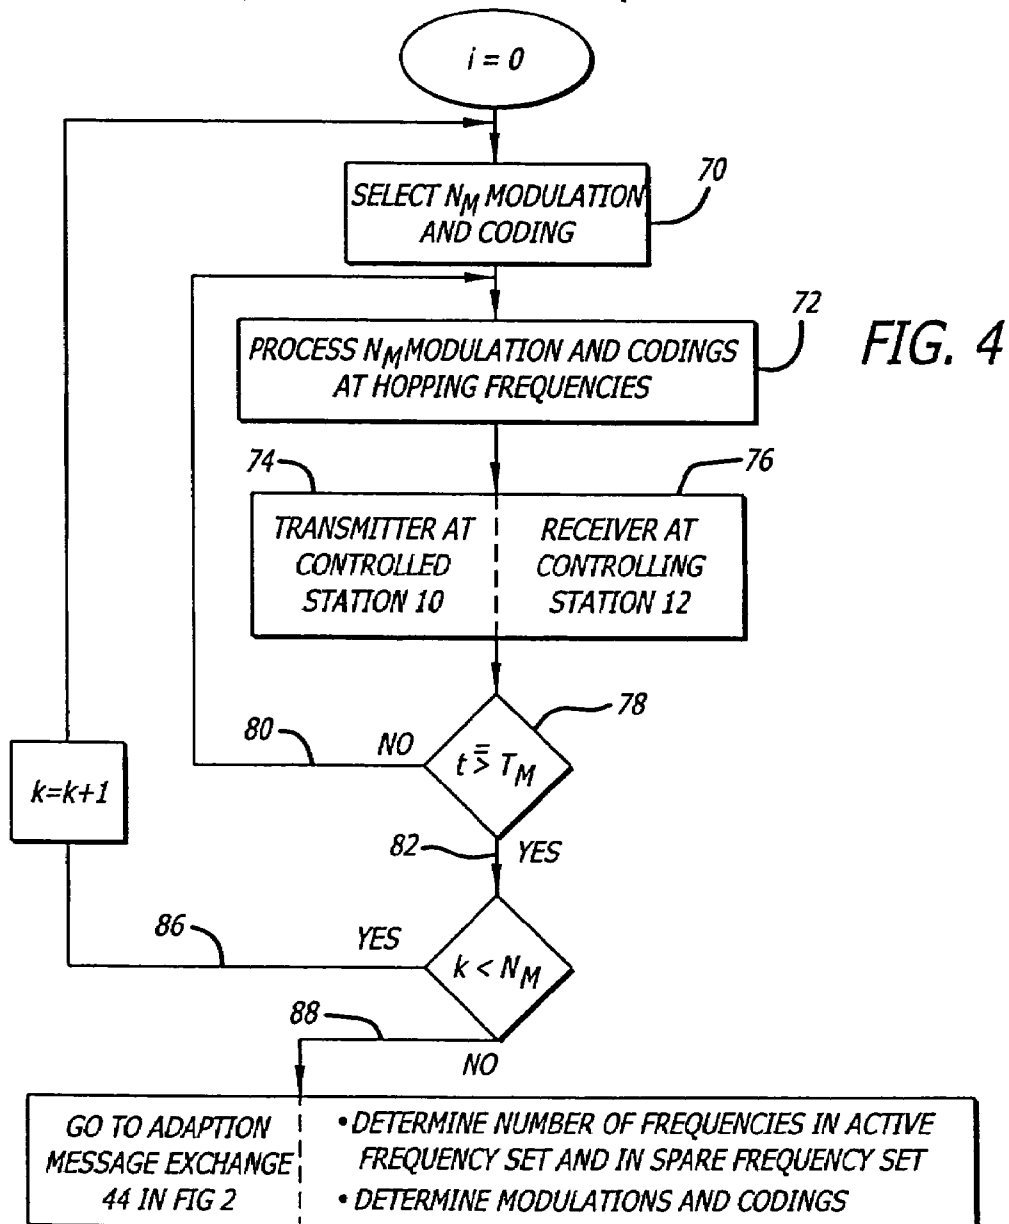 i = 0
SELECT N_M MODULATION
AND CODING
70
PROCESS N_M MODULATION AND CODINGS
AT HOPPING FREQUENCIES
72
FIG. 4
74
76
TRANSMITTER AT
CONTROLLED
STATION 10
RECEIVER AT
CONTROLLING
STATION 12
78
80
NO
t >= T_M
k=k+1
82
YES
86
YES
k < N_M
88
NO
GO TO ADAPTION
MESSAGE EXCHANGE
44 IN FIG 2
•DETERMINE NUMBER OF FREQUENCIES IN ACTIVE
FREQUENCY SET AND IN SPARE FREQUENCY SET
• DETERMINE MODULATIONS AND CODINGS